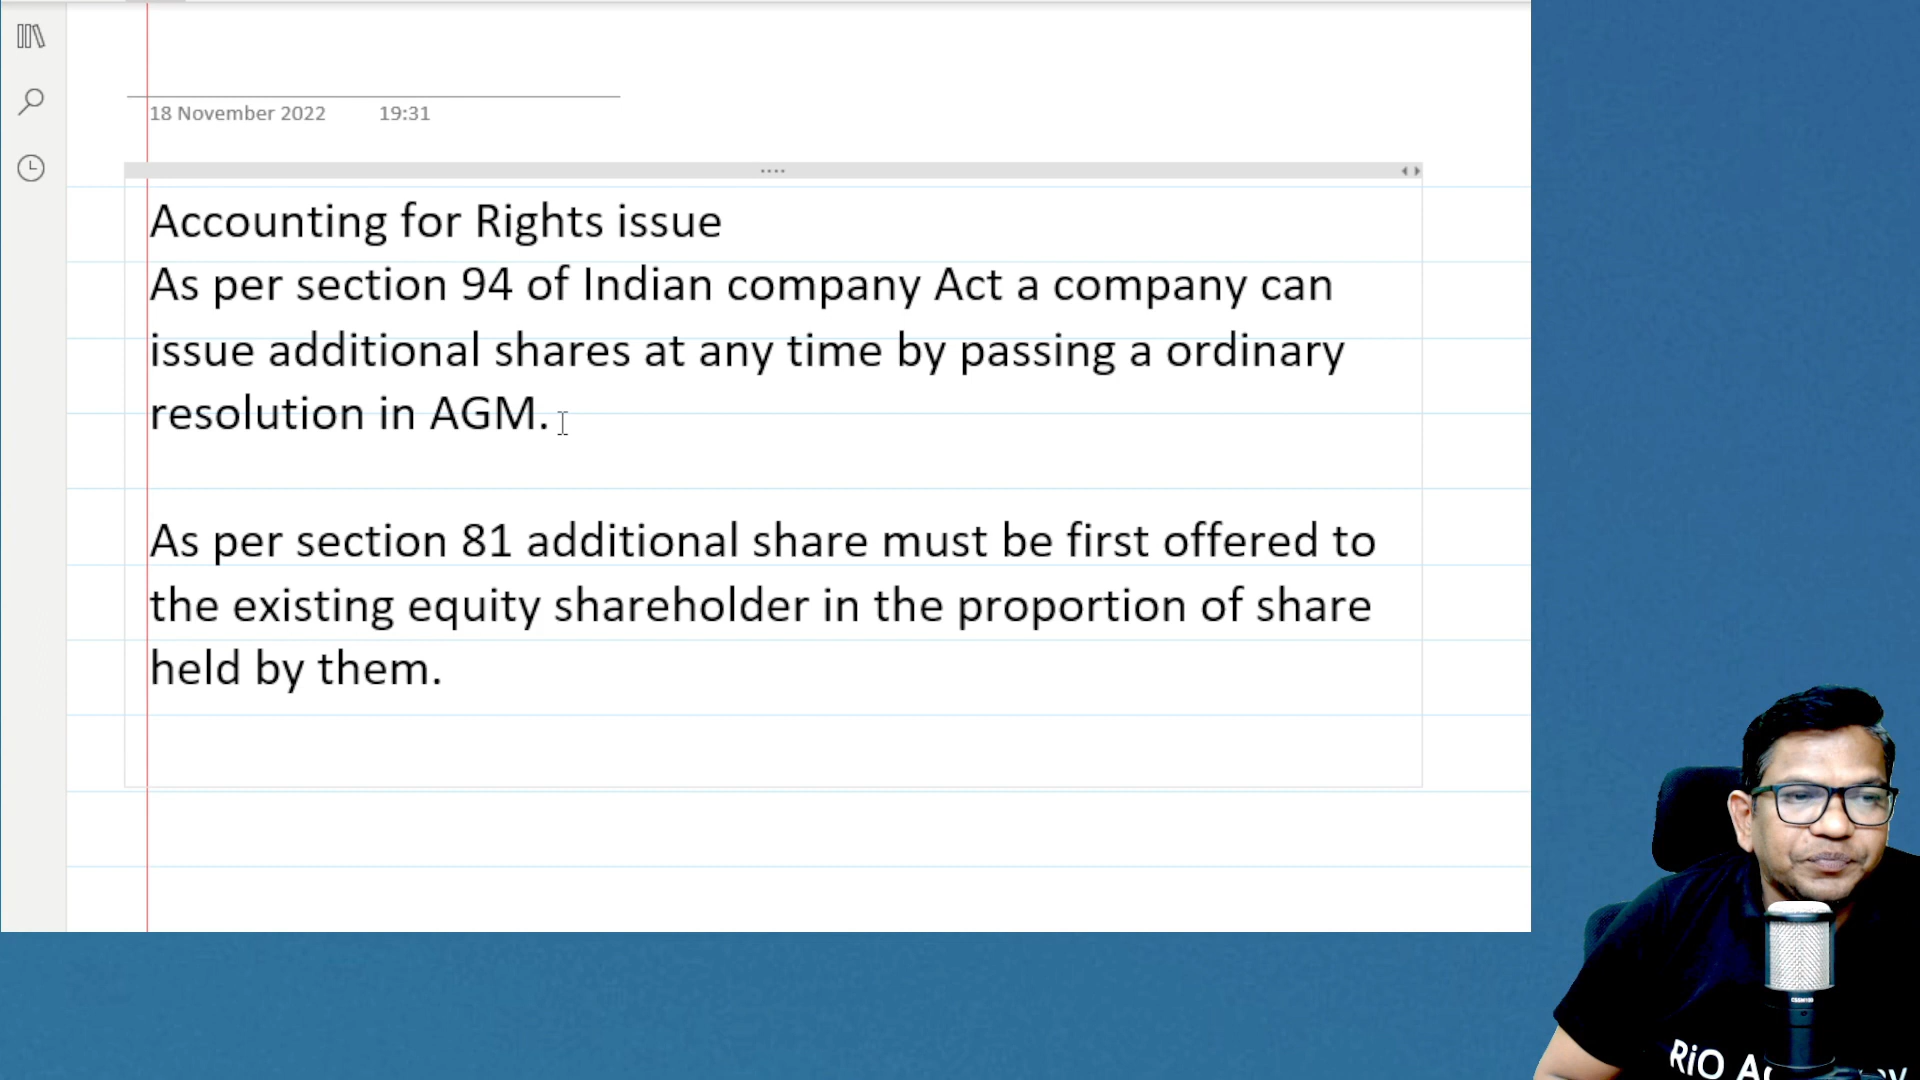 18 November 2022 19:31
Accounting for Rights issue
As per section 94 of Indian company Act a company can
issue additional shares at any time by passing a ordinary
resolution in AGM.
As per section 81 additional share must be first offered to
the existing equity shareholder in the proportion of share
held by them.
RiO